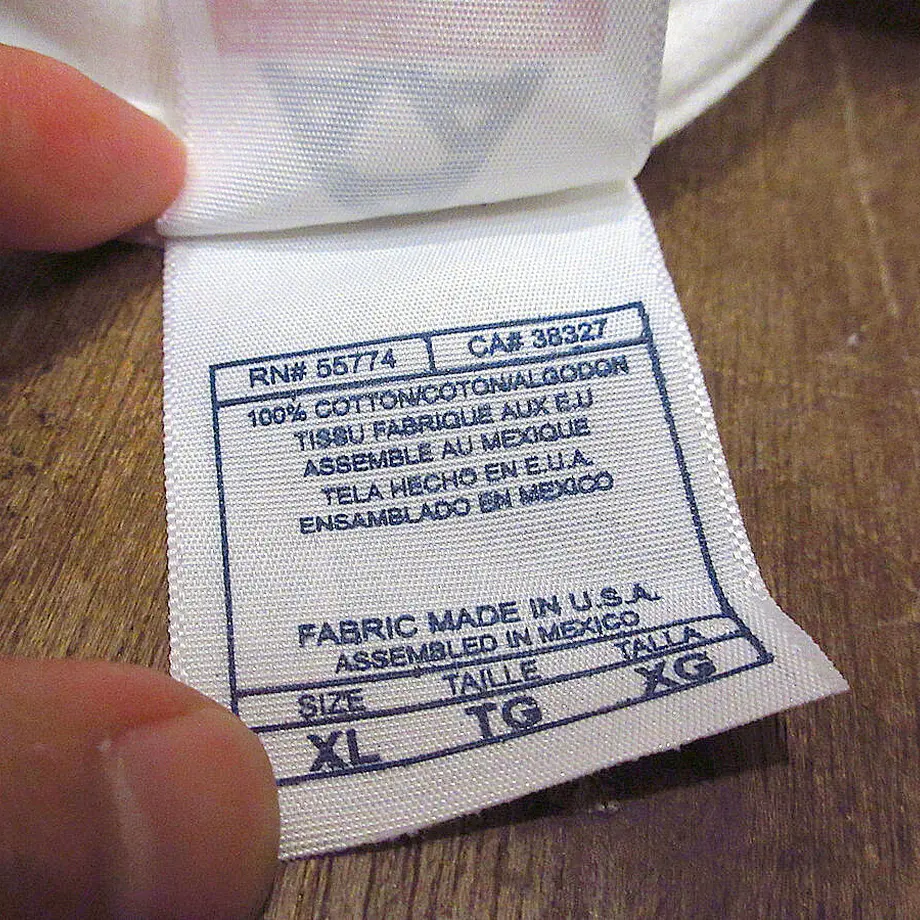 RN# 55774 CA# 38327
100% COTTON/COTON/ALGODON
TISSU FABRIQUE AUX E.U
ASSEMBLE AU MEXIQUE
TELA HECHO EN E.U.A.
ENSAMBLADO EN MEXICO
FABRIC MADE IN U.S.A.
ASSEMBLED IN MEXICO
SIZE TAILLE TALLA
XL TG XG